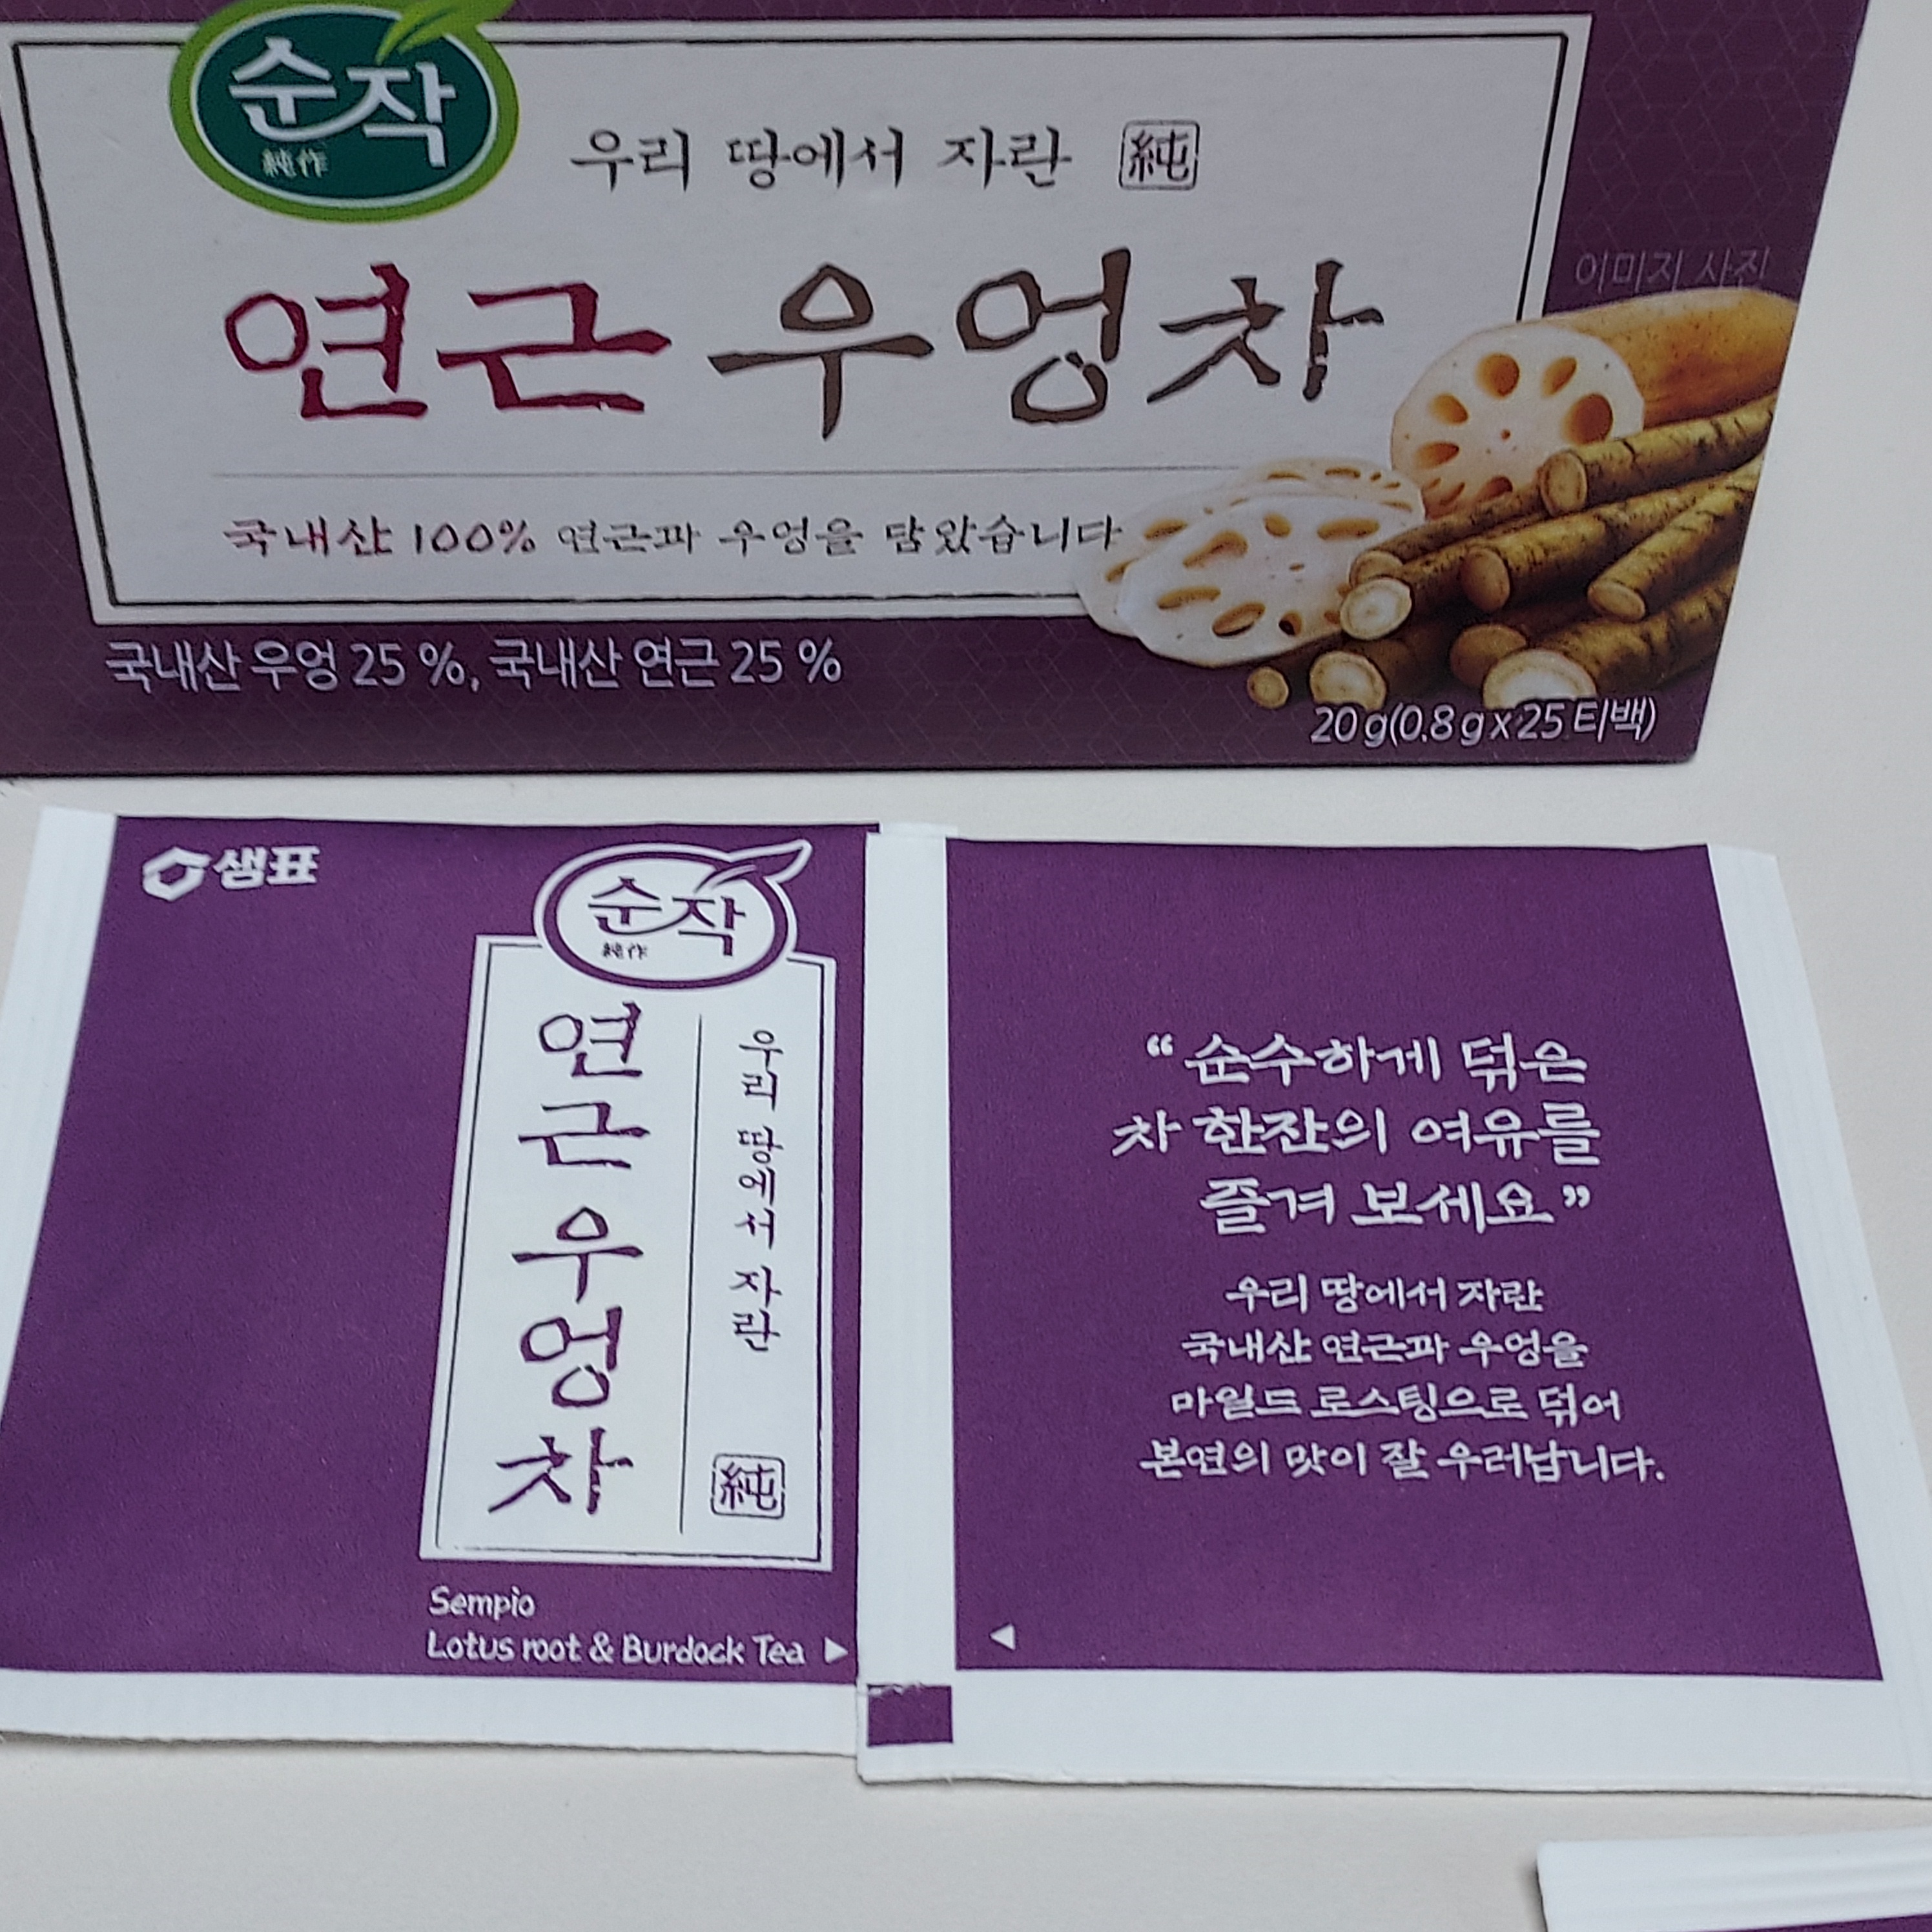 순작
純作
우리 땅에서 자란 純
연근 우엉차
이미지 사진
국내산 100% 연근과 우엉을 담았습니다
국내산 우엉 25 %, 국내산 연근 25 %
20 g(0.8 g x 25 티백)
샘표
순작
純作
연근우엉차
우리 땅에서 자란 純
Sempio
Lotus root & Burdock Tea
“순수하게 덖은
차 한잔의 여유를
즐겨 보세요”
우리 땅에서 자란
국내산 연근과 우엉을
마일드 로스팅으로 덖어
본연의 맛이 잘 우러납니다.